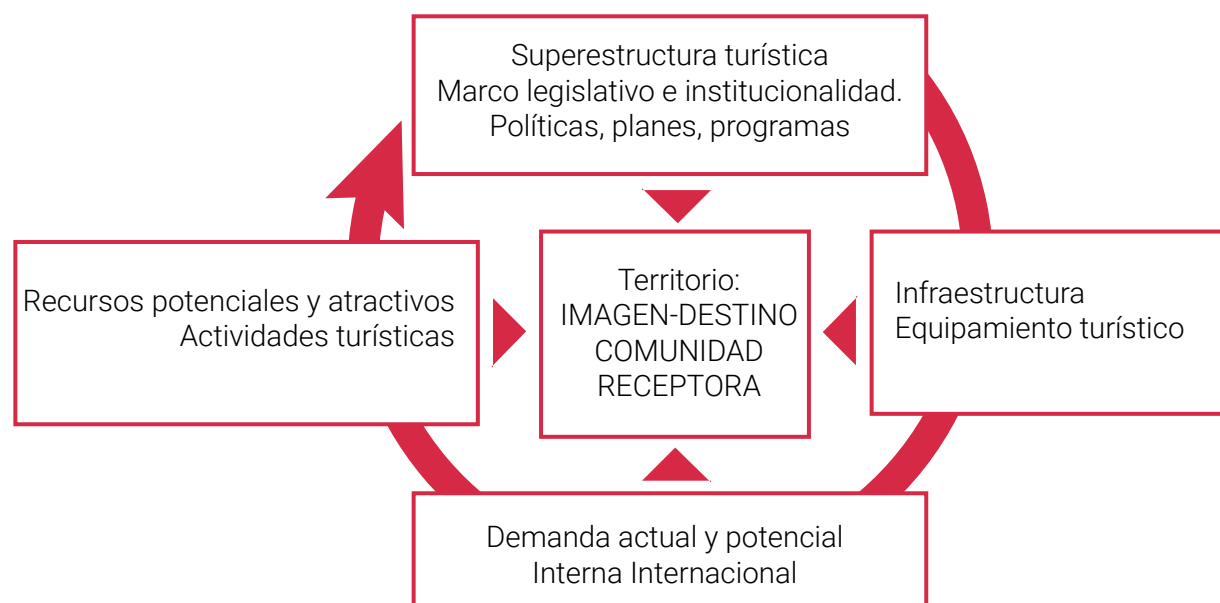 Superestructura turística
Marco legislativo e institucionalidad.
Políticas, planes, programas
Recursos potenciales y atractivos
Actividades turísticas
Territorio:
IMAGEN-DESTINO
COMUNIDAD
RECEPTORA
Infraestructura
Equipamiento turístico
Demanda actual y potencial
Interna Internacional